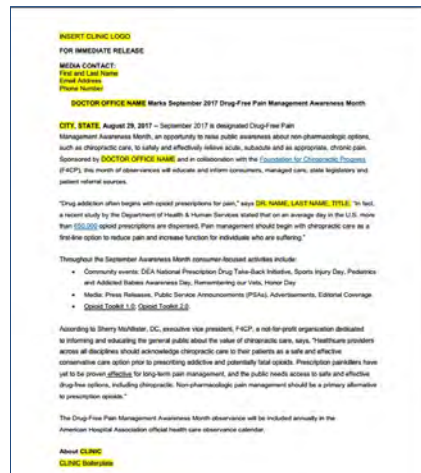 INSERT CLINIC LOGO
FOR IMMEDIATE RELEASE
MEDIA CONTACT:
First and Last Name
Email Address
Phone Number
DOCTOR OFFICE NAME Marks September 2017 Drug-Free Pain Management Awareness Month
CITY, STATE, August 29, 2017 – September 2017 is designated Drug-Free Pain
Management Awareness Month, an opportunity to raise public awareness about non-pharmacologic options,
such as chiropractic care, to safely and effectively relieve acute, subacute and as appropriate, chronic pain.
Sponsored by DOCTOR OFFICE NAME and in collaboration with the Foundation for Chiropractic Progress
(F4CP), this month of observances will educate and inform consumers, managed care, state legislators and
patient referral sources.
"Drug addiction often begins with opioid prescriptions for pain," says DR. NAME, LAST NAME, TITLE. "In fact,
a recent study by the Department of Health & Human Services stated that on an average day in the U.S. more
than 650,000 opioid prescriptions are dispensed. Pain management should begin with chiropractic care as a
first-line option to reduce pain and increase function for individuals who are suffering."
Throughout the September Awareness Month consumer-focused activities include:
• Community events: DEA National Prescription Drug Take-Back Initiative, Sports Injury Day, Pediatrics
and Addicted Babies Awareness Day, Remembering our Vets, Honor Day
• Media: Press Releases, Public Service Announcements (PSAs), Advertisements, Editorial Coverage
• Opioid Toolkit 1.0; Opioid Toolkit 2.0
According to Sherry McAllister, DC, executive vice president, F4CP, a not-for-profit organization dedicated
to informing and educating the general public about the value of chiropractic care, says, "Healthcare providers
across all disciplines should acknowledge chiropractic care to their patients as a safe and effective
conservative care option prior to prescribing addictive and potentially fatal opioids. Prescription painkillers have
yet to be proven effective for long-term pain management, and the public needs access to safe and effective
drug-free options, including chiropractic. Non-pharmacologic pain management should be a primary alternative
to prescription opioids."
The Drug-Free Pain Management Awareness Month observance will be included annually in the
American Hospital Association official health care observance calendar.
About CLINIC
CLINIC Boilerplate